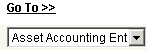 Go To >>
Asset Accounting Ent